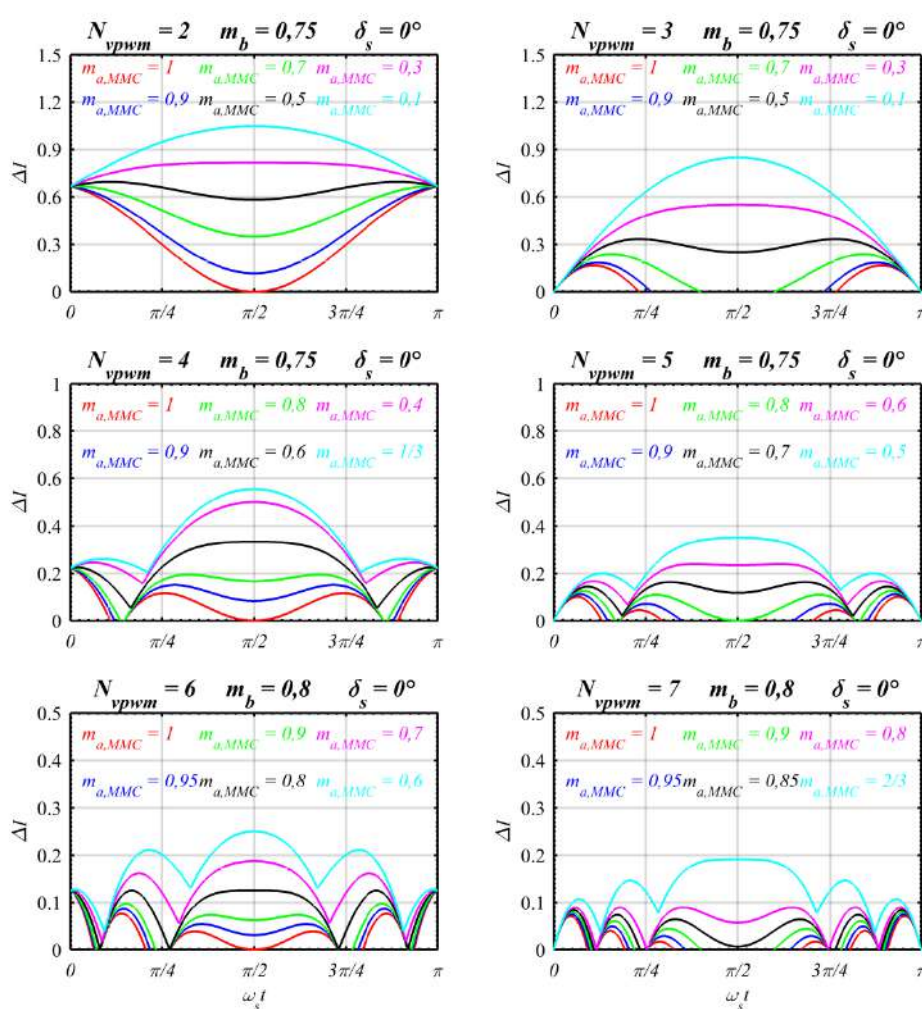 N_vpwm = 2 m_b = 0,75 δ_s = 0°
1.5
m_a,MMC = 1 m_a,MMC = 0,7 m_a,MMC = 0,3
1.2
m_a,MMC = 0,9 m_a,MMC = 0,5 m_a,MMC = 0,1
0.9
ΔI
0.6
0.3
0
0 π/4 π/2 3π/4 π
N_vpwm = 3 m_b = 0,75 δ_s = 0°
1.5
m_a,MMC = 1 m_a,MMC = 0,7 m_a,MMC = 0,3
1.2
m_a,MMC = 0,9 m_a,MMC = 0,5 m_a,MMC = 0,1
0.9
ΔI
0.6
0.3
0
0 π/4 π/2 3π/4 π
N_vpwm = 4 m_b = 0,75 δ_s = 0°
1
m_a,MMC = 1 m_a,MMC = 0,8 m_a,MMC = 0,4
0.8
m_a,MMC = 0,9 m_a,MMC = 0,6 m_a,MMC = 1/3
0.6
ΔI
0.4
0.2
0
0 π/4 π/2 3π/4 π
N_vpwm = 5 m_b = 0,75 δ_s = 0°
1
m_a,MMC = 1 m_a,MMC = 0,8 m_a,MMC = 0,6
0.8
m_a,MMC = 0,9 m_a,MMC = 0,7 m_a,MMC = 0,5
0.6
ΔI
0.4
0.2
0
0 π/4 π/2 3π/4 π
N_vpwm = 6 m_b = 0,8 δ_s = 0°
0.5
m_a,MMC = 1 m_a,MMC = 0,9 m_a,MMC = 0,7
0.4
m_a,MMC = 0,95 m_a,MMC = 0,8 m_a,MMC = 0,6
0.3
ΔI
0.2
0.1
0
0 π/4 π/2 3π/4 π
ω_s t
N_vpwm = 7 m_b = 0,8 δ_s = 0°
0.5
m_a,MMC = 1 m_a,MMC = 0,9 m_a,MMC = 0,8
0.4
m_a,MMC = 0,95 m_a,MMC = 0,85 m_a,MMC = 2/3
0.3
ΔI
0.2
0.1
0
0 π/4 π/2 3π/4 π
ω_s t